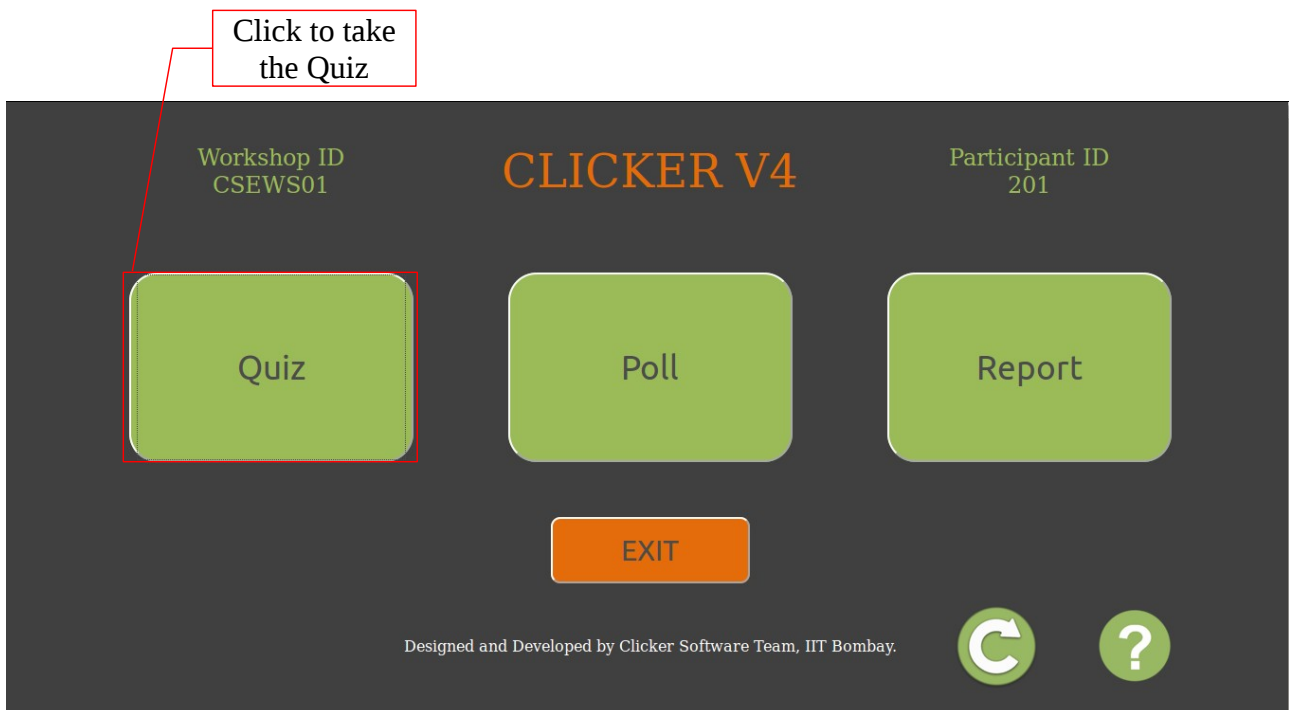 Click to take
the Quiz
Workshop ID
CSEWS01
CLICKER V4
Participant ID
201
Quiz
Poll
Report
EXIT
Designed and Developed by Clicker Software Team, IIT Bombay.
?